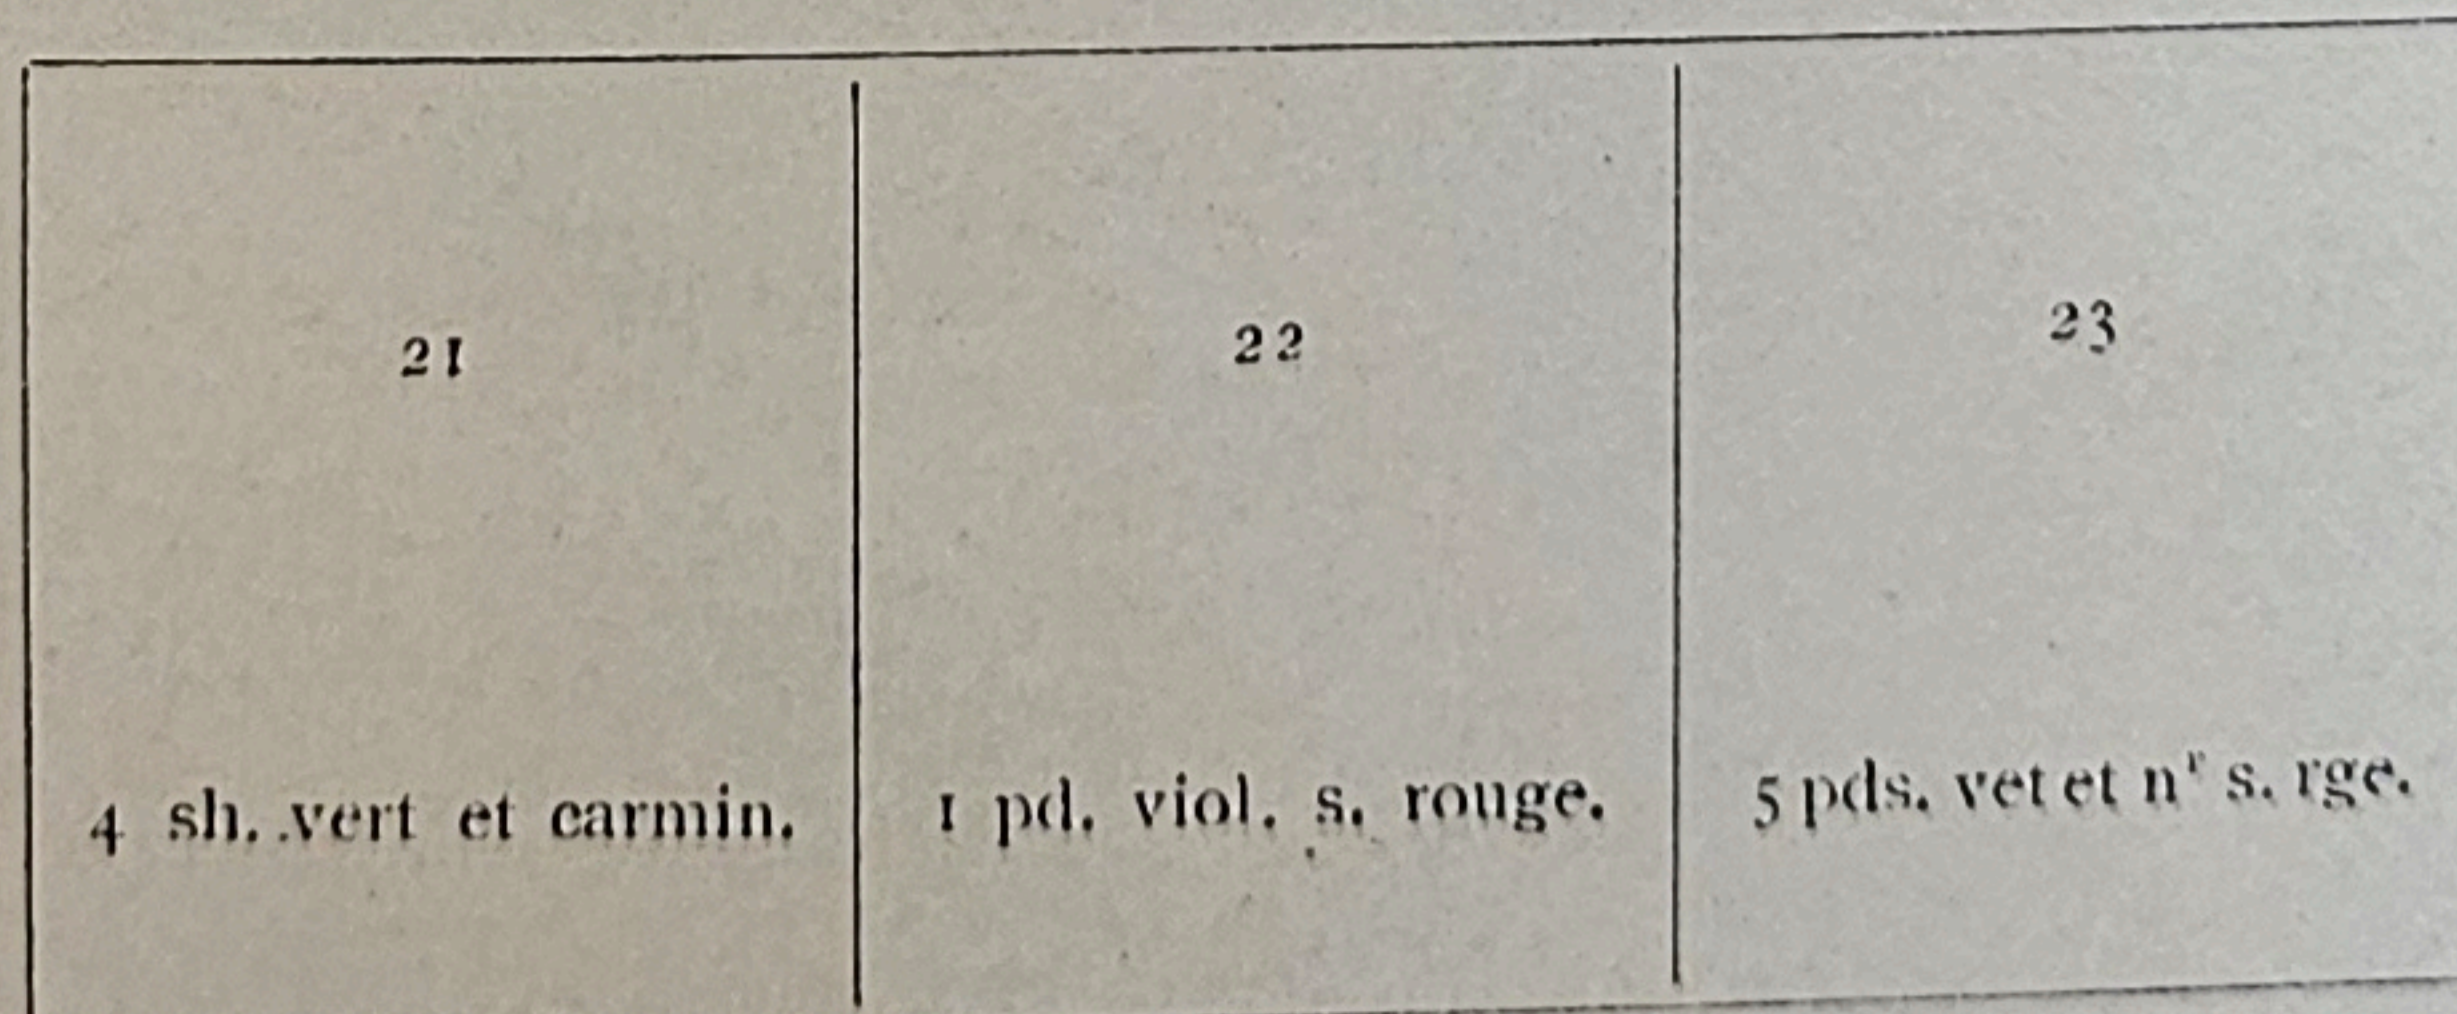 21
22
23
4 sh. vert et carmin.
1 pd. viol. s. rouge.
5 pds. vet et nʳ s. rge.